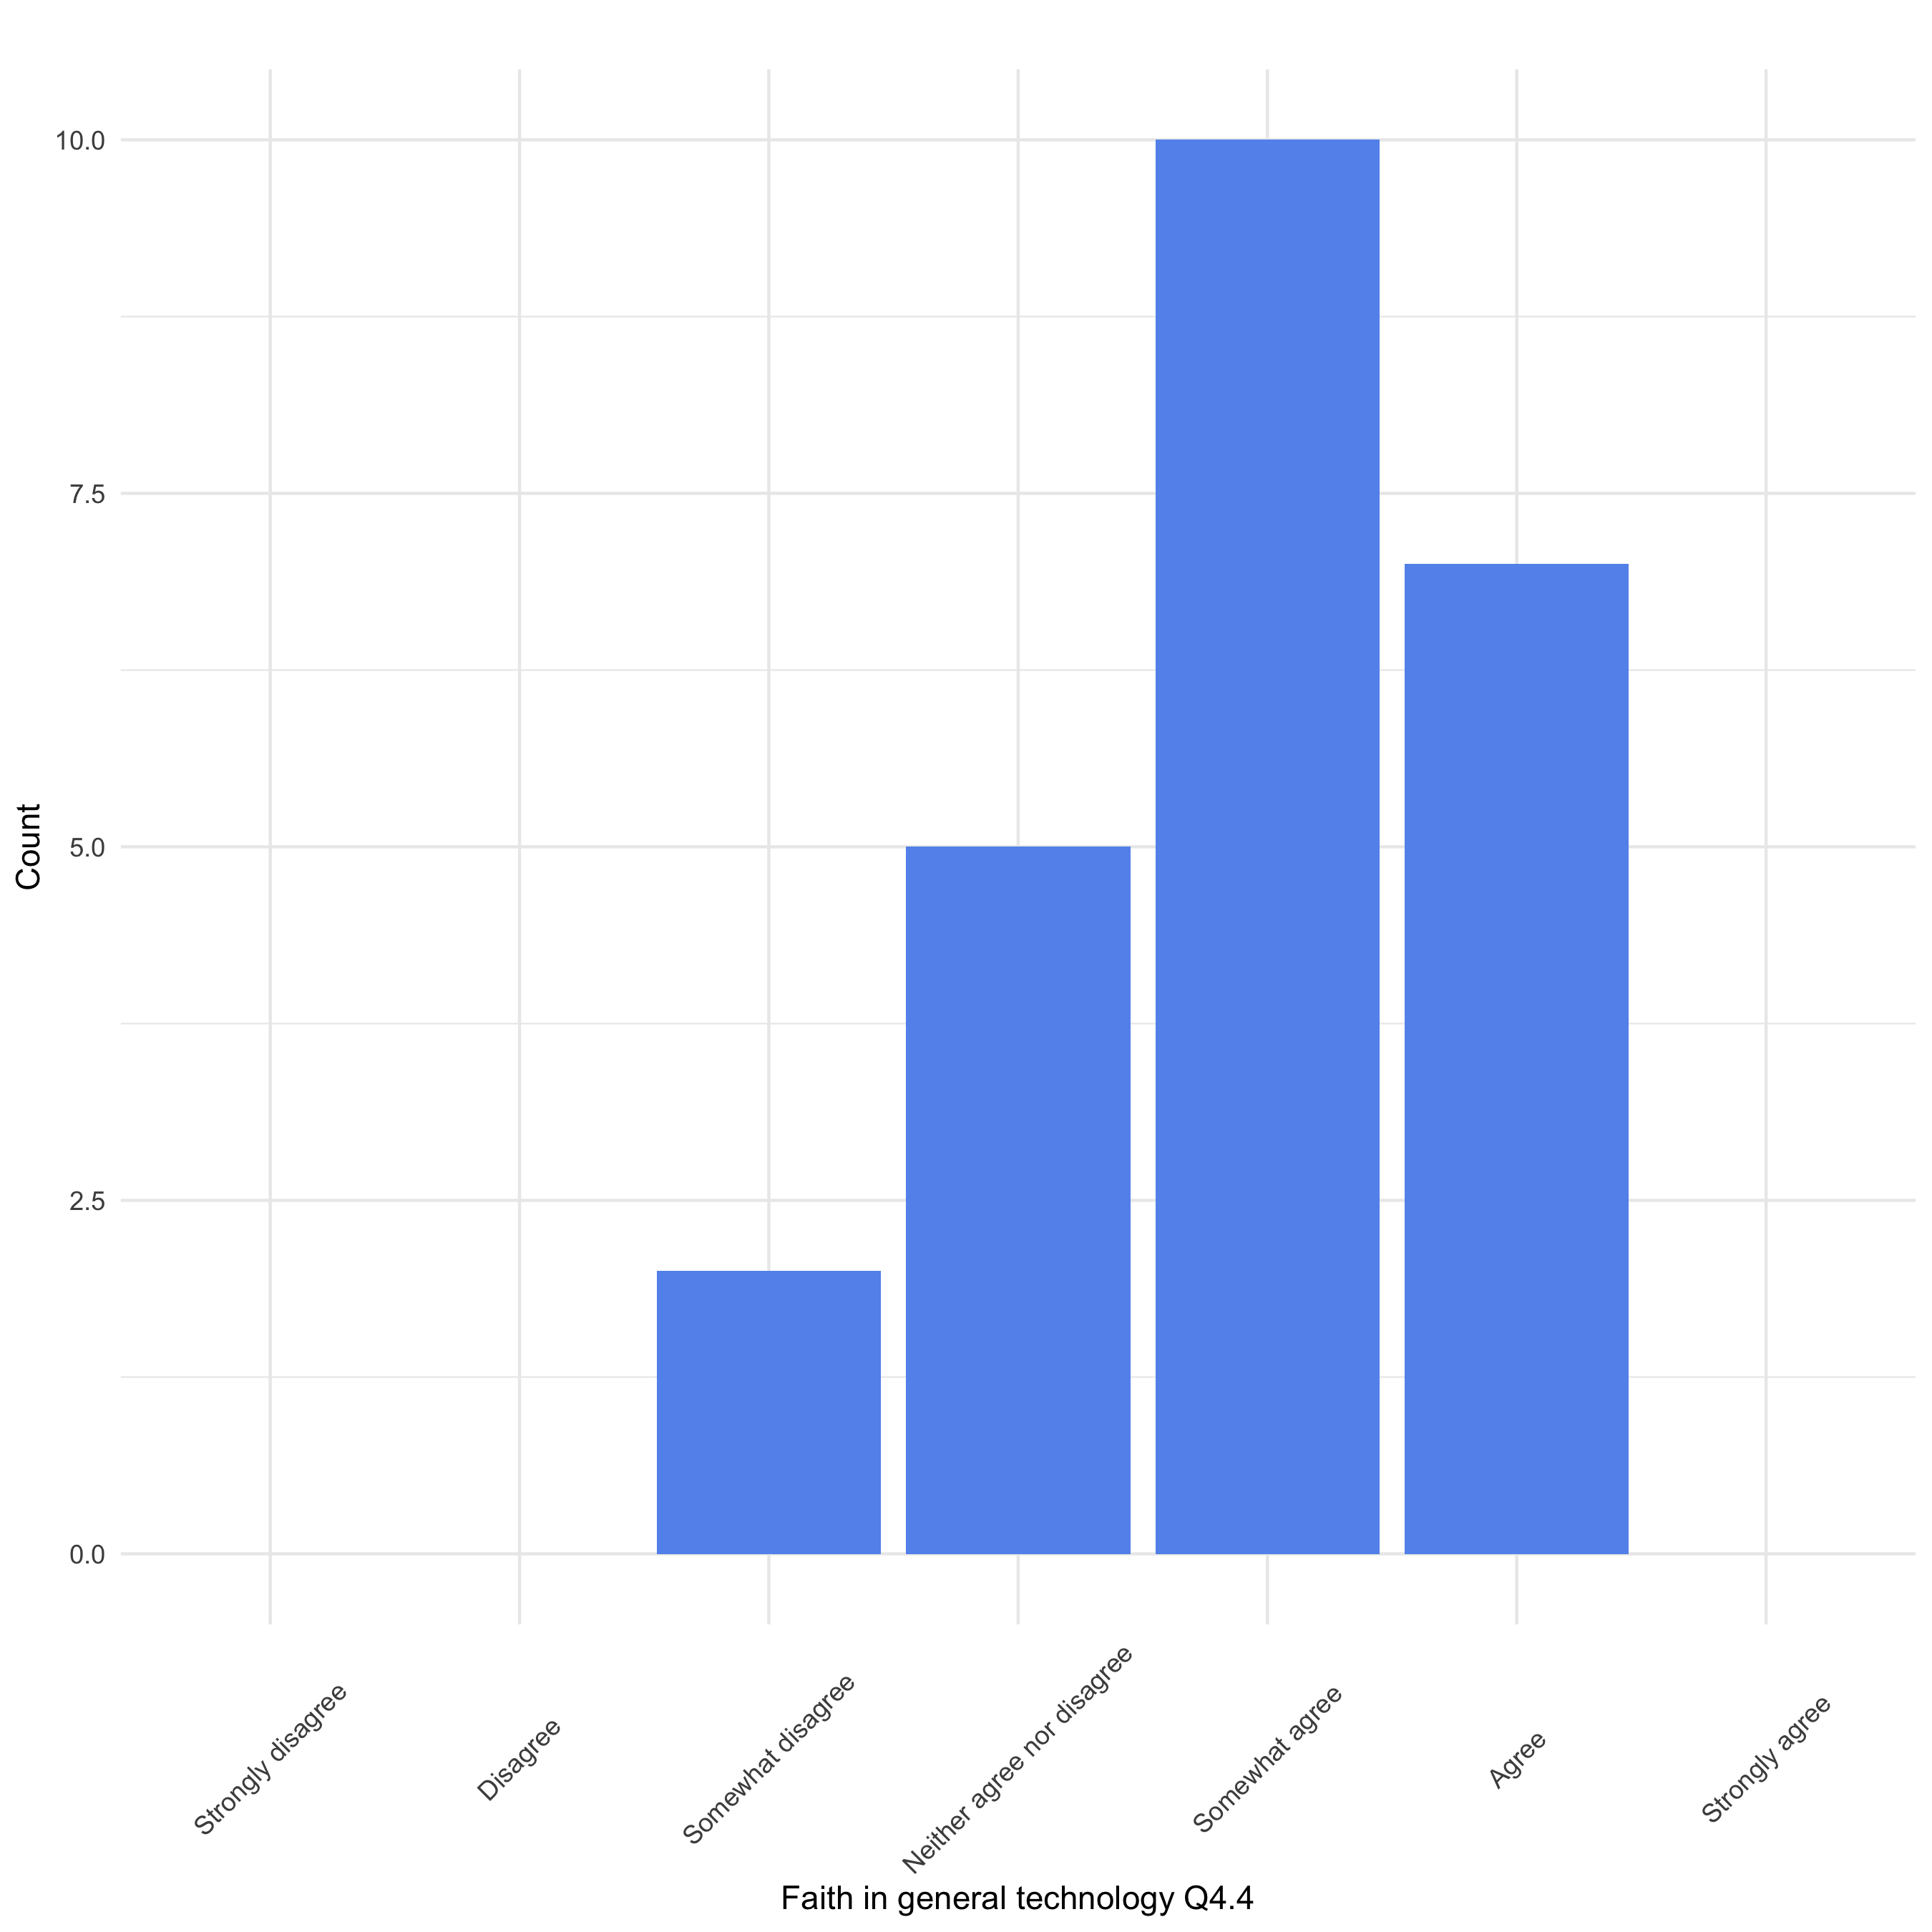 10.0
7.5
5.0
2.5
0.0
Count
Strongly disagree
Disagree
Somewhat disagree
Neither agree nor disagree
Somewhat agree
Agree
Strongly agree
Faith in general technology Q4.4